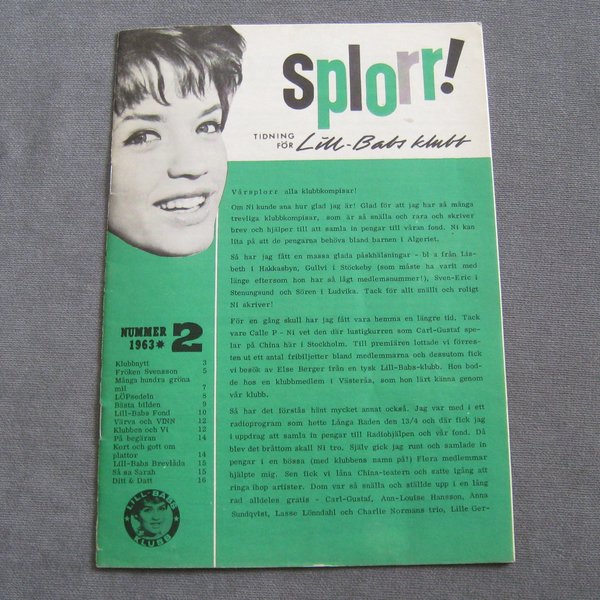 Splorr!
TIDNING
FÖR Lill-Babs klubb
Vårsplorr alla klubbkompisar!
Om Ni kunde ana hur glad jag är! Glad för att jag har så många
trevliga klubbkompisar, som är så snälla och rara och skriver
brev och hjälper till att samla in pengar till våran fond. Ni kan
lita på att de pengarna behövs bland barnen i Algeriet.
Så har jag fått en massa glada påskhälsningar - bl a från Lis-
beth i Hakkasbyn, Gullvi i Stöckeby (som måste ha varit med
länge eftersom hon har så lågt medlemsnummer!), Sven-Eric i
Stenungsund och Sören i Ludvika. Tack för allt snällt och roligt
Ni skriver!
För en gång skull har jag fått vara hemma en längre tid, Tack
vare Calle P - Ni vet den där lustigkurren som Carl-Gustaf spe-
lar på China här i Stockholm. Till premiären lottade vi förres-
ten ut ett antal fribiljetter bland medlemmarna och dessutom fick
vi besök av Else Berger från en tysk Lill-Babs-klubb. Hon bod-
de hos en klubbmedlem i Västerås, som hon lärt känna genom
vår klubb.
Så har det förstås hänt mycket annat också. Jag var med i ett
radioprogram som hette Långa Raden den 13/4 och där fick jag
i uppdrag att samla in pengar till Radiohjälpen och vår fond. Då
blev det bråttom skall Ni tro. Själv gick jag runt och samlade in
pengar i en bössa (med klubbens namn på!) Flera medlemmar
hjälpte mig. Sen fick vi låna China-teatern och satte igång att
ringa ihop artister. Dom var så snälla och ställde upp i en lång
rad alldeles gratis - Carl-Gustaf, Ann-Louise Hansson, Anna
Sundqvist, Lasse Lönndahl och Charlie Normans trio, Lille Ger-
NUMMER
1963 * 2
Klubbnytt 3
Fröken Svensson 5
Många hundra gröna
mil 7
LÖPsedeln 8
Bästa bilden 9
Lill-Babs Fond 10
Värva och VINN 12
Klubben och Vi 12
På begäran 14
Kort och gott om
plattor 14
Lill-Babs Brevlåda 15
Så sa Sarah 15
Ditt & Datt 16
LILL-BABS
KLUBB